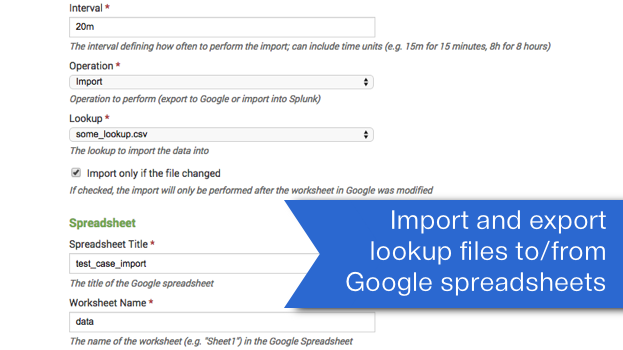 Interval *
20m
The interval defining how often to perform the import; can include time units (e.g. 15m for 15 minutes, 8h for 8 hours)
Operation *
Import
Operation to perform (export to Google or import into Splunk)
Lookup *
some_lookup.csv
The lookup to import the data into
Import only if the file changed
If checked, the import will only be performed after the worksheet in Google was modified
Spreadsheet
Spreadsheet Title *
test_case_import
The title of the Google spreadsheet
Worksheet Name *
data
The name of the worksheet (e.g. "Sheet1") in the Google Spreadsheet
Import and export
lookup files to/from
Google spreadsheets